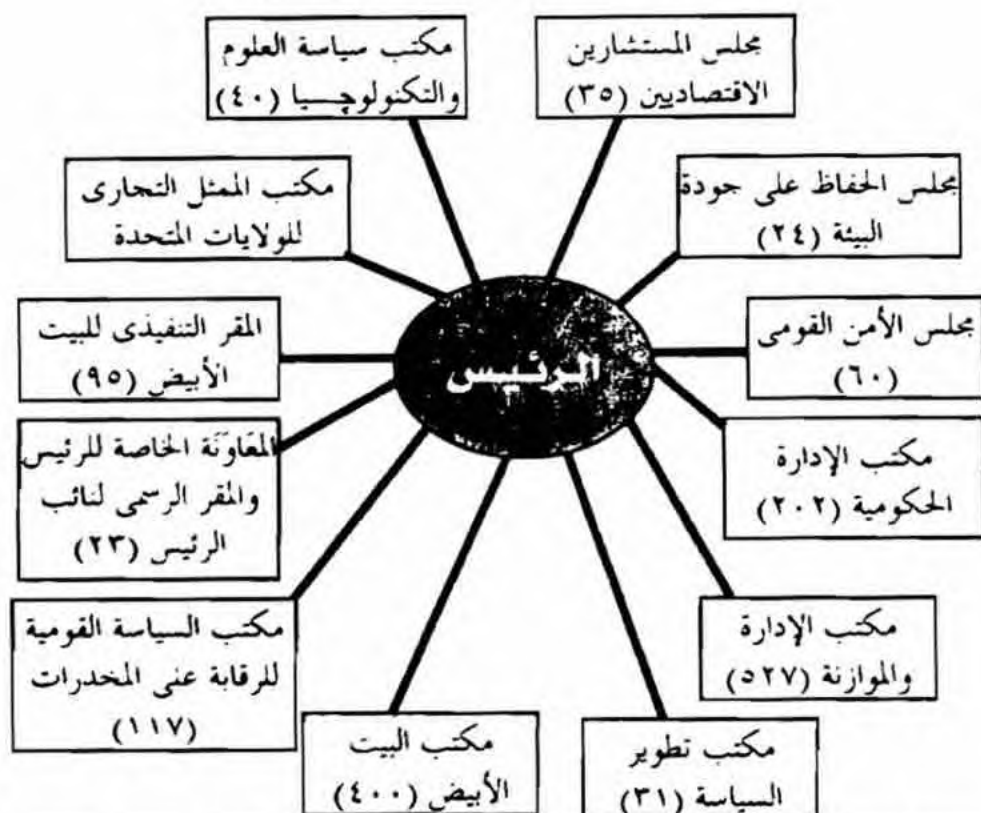 مجلس المستشارين
الاقتصاديين (٣٥)
مكتب سياسة العلوم
والتكنولوچيا (٤٠)
مجلس الحفاظ على جودة
البيئة (٢٤)
مكتب الممثل التجارى
للولايات المتحدة
مجلس الأمن القومى
(٦٠)
المقر التنفيذى للبيت
الأبيض (٩٥)
الرئيس
مكتب الإدارة
الحكومية (٢٠٢)
المعَاوَنَة الخاصة للرئيس
والمقر الرسمى لنائب
الرئيس (٢٣)
مكتب الإدارة
والموازنة (٥٢٧)
مكتب السياسة القومية
للرقابة على المخدرات
(١١٧)
مكتب تطوير
السياسة (٣١)
مكتب البيت
الأبيض (٤٠٠)